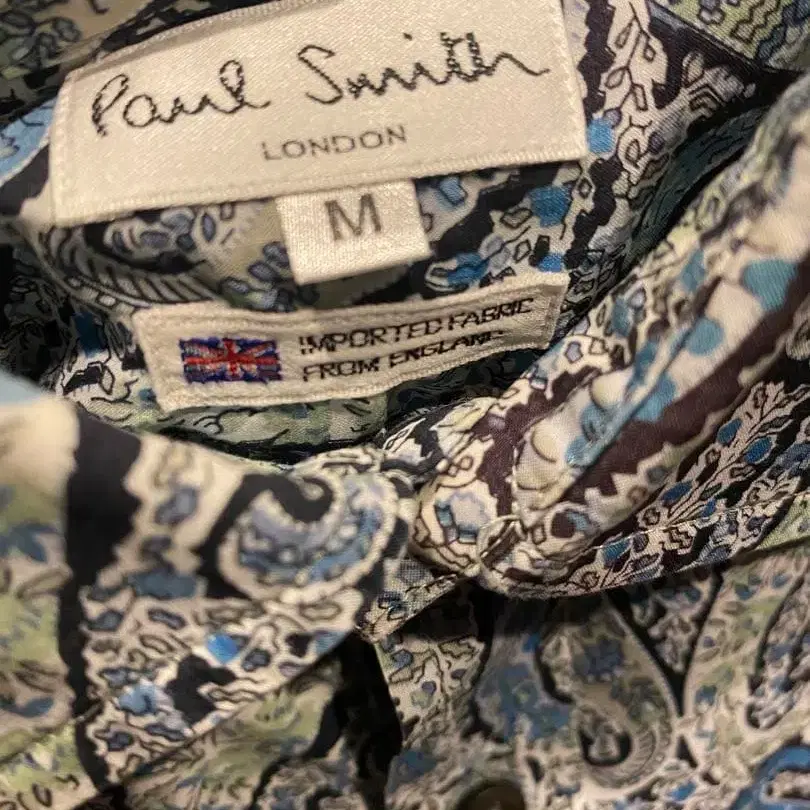 Paul Smith
LONDON
M
IMPORTED FABRIC
FROM ENGLAND.